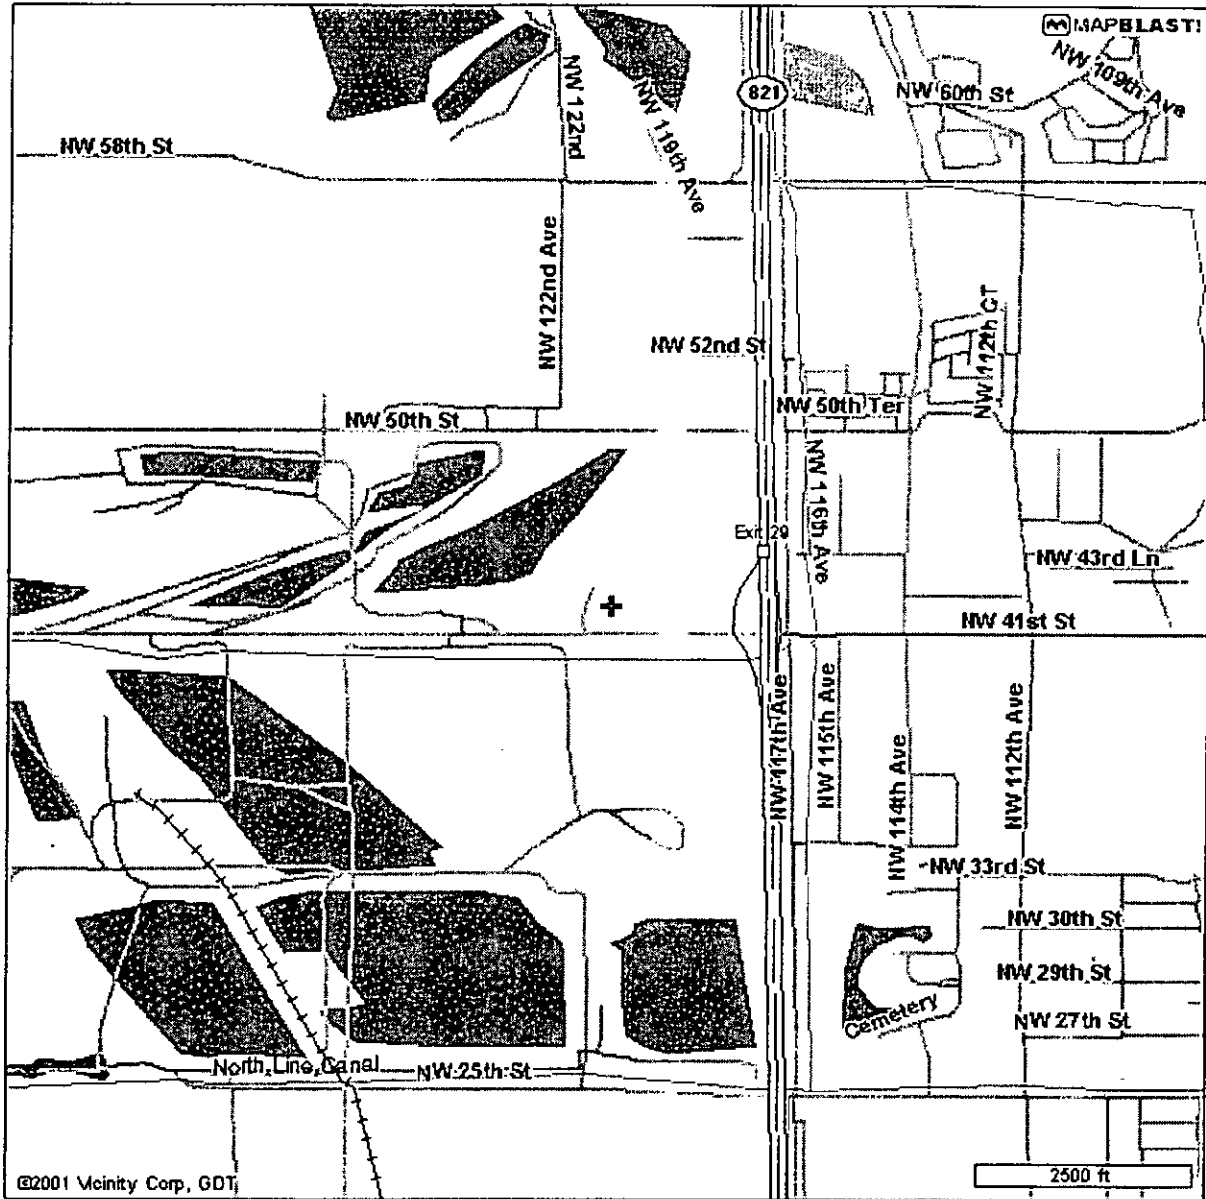 MAPBLAST!
NW 109th Ave
821
NW 60th St
NW 122nd
NW 119th Ave
NW 58th St
NW 122nd Ave
NW 112th CT
NW 52nd St
NW 50th Ter
NW 50th St
NW 116th Ave
Exit 29
NW 43rd Ln
NW 41st St
NW 117th Ave
NW 115th Ave
NW 114th Ave
NW 112th Ave
NW 33rd St
NW 30th St
NW 29th St
Cemetery
NW 27th St
North Line Canal
NW 25th St
©2001 Vicinity Corp, GDT
2500 ft